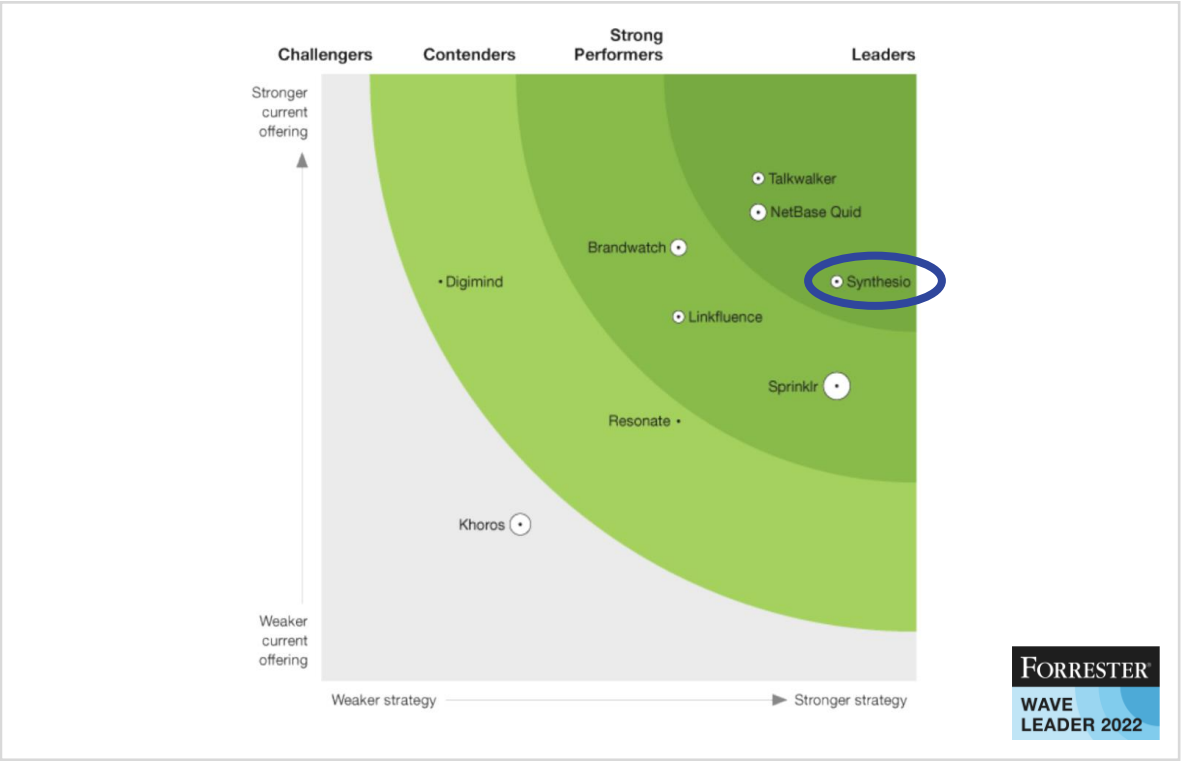 Strong
Challengers Contenders Performers Leaders
Stronger
current
offering
Talkwalker
NetBase Quid
Brandwatch
Digimind
Synthesio
Linkfluence
Sprinklr
Resonate
Khoros
Weaker
current
offering
Weaker strategy
Stronger strategy
FORRESTER®
WAVE
LEADER 2022